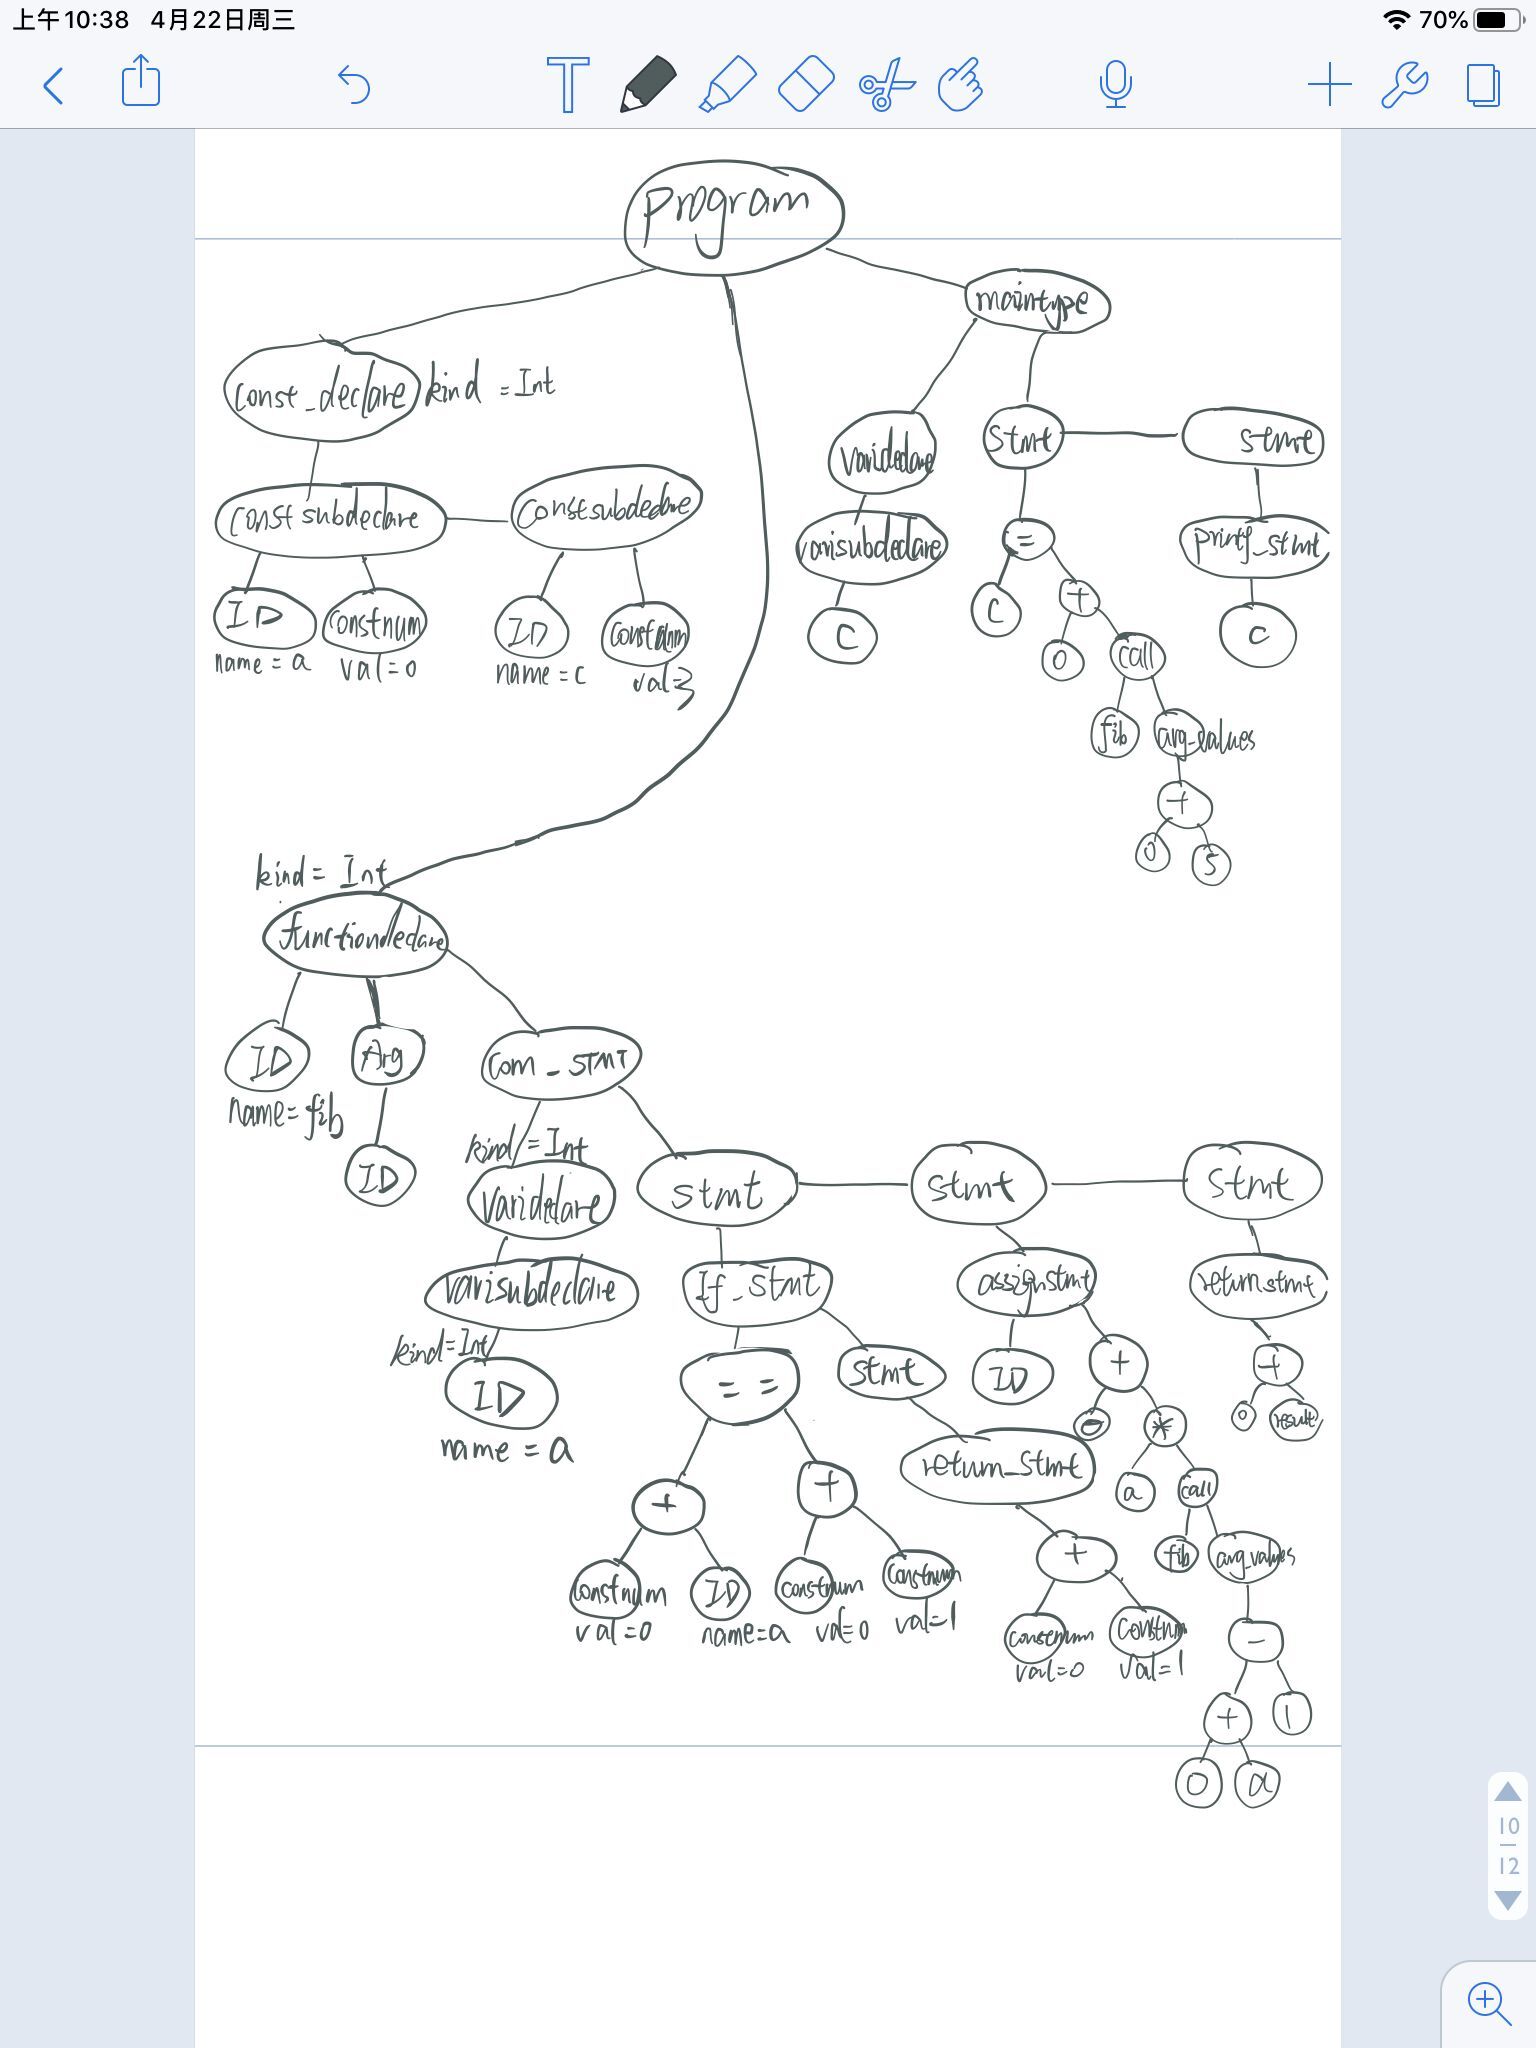 上午10:38 4月22日周三
70%
T
program
maintype
const_declare kind = Int
varideclare stmt stmt
const subdeclare constsubdeclare
= printf_stmt
varisubdeclare
ID constnum ID constnum
C C + C
name = a val = 0 name = c val=3
0 call
fib arg_values
+
0 5
kind = Int
functiondeclare
ID Arg Com_STMT
name = fib
kind = Int
ID
varideclare stmt stmt stmt
varisubdeclare If_stmt assignstmt return_stmt
kind = Int
ID = = stmt ID + +
0 * 0 result
name = a
return_stmt
+ + a call
+ fib arg_values
constnum ID constnum constnum
val = 0 name=a val=0 val=1
constnum constnum -
val=0 val=1
+ 1
0 a
10
12